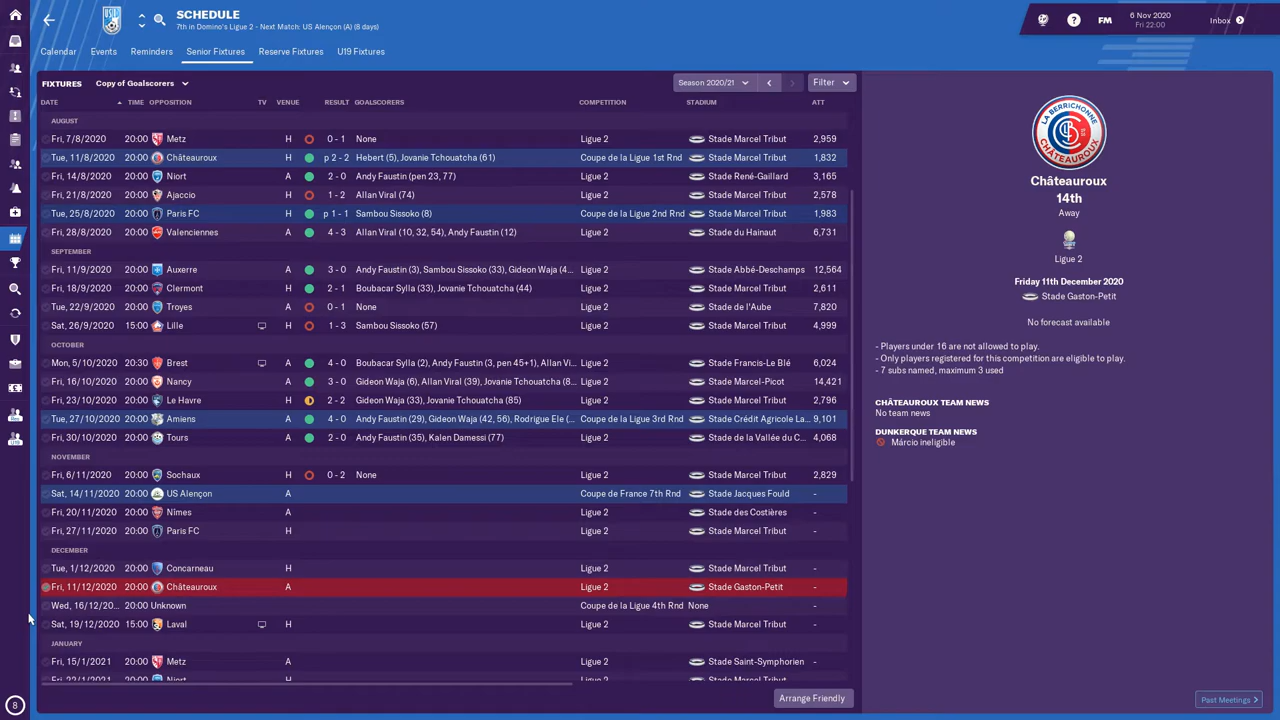 SCHEDULE
7th in Domino's Ligue 2 - Next Match: US Alençon (A) (8 days)
6 Nov 2020
Fri 22:00
? FM Inbox
Calendar Events Reminders Senior Fixtures Reserve Fixtures U19 Fixtures
FIXTURES Copy of Goalscorers Season 2020/21 Filter
DATE TIME OPPOSITION TV VENUE RESULT GOALSCORERS COMPETITION STADIUM ATT
AUGUST
Fri, 7/8/2020 20:00 Metz H 0 - 1 None Ligue 2 Stade Marcel Tribut 2,959
Tue, 11/8/2020 20:00 Châteauroux H p 2 - 2 Hebert (5), Jovanie Tchouatcha (61) Coupe de la Ligue 1st Rnd Stade Marcel Tribut 1,832
Fri, 14/8/2020 20:00 Niort A 2 - 0 Andy Faustin (pen 23, 77) Ligue 2 Stade René-Gaillard 3,165
Fri, 21/8/2020 20:00 Ajaccio H 1 - 2 Allan Viral (74) Ligue 2 Stade Marcel Tribut 2,578
Tue, 25/8/2020 20:00 Paris FC H p 1 - 1 Sambou Sissoko (8) Coupe de la Ligue 2nd Rnd Stade Marcel Tribut 1,983
Fri, 28/8/2020 20:00 Valenciennes A 4 - 3 Allan Viral (10, 32, 54), Andy Faustin (12) Ligue 2 Stade du Hainaut 6,731
SEPTEMBER
Fri, 11/9/2020 20:00 Auxerre A 3 - 0 Andy Faustin (3), Sambou Sissoko (33), Gideon Waja (4... Ligue 2 Stade Abbé-Deschamps 12,564
Fri, 18/9/2020 20:00 Clermont H 2 - 1 Boubacar Sylla (33), Jovanie Tchouatcha (44) Ligue 2 Stade Marcel Tribut 2,611
Tue, 22/9/2020 20:00 Troyes A 0 - 1 None Ligue 2 Stade de l'Aube 7,820
Sat, 26/9/2020 15:00 Lille H 1 - 3 Sambou Sissoko (57) Ligue 2 Stade Marcel Tribut 4,999
OCTOBER
Mon, 5/10/2020 20:30 Brest A 4 - 0 Boubacar Sylla (2), Andy Faustin (3, pen 45+1), Allan Vi... Ligue 2 Stade Francis-Le Blé 6,024
Fri, 16/10/2020 20:00 Nancy A 3 - 0 Gideon Waja (6), Allan Viral (39), Jovanie Tchouatcha (8... Ligue 2 Stade Marcel-Picot 14,421
Fri, 23/10/2020 20:00 Le Havre H 2 - 2 Gideon Waja (33), Jovanie Tchouatcha (85) Ligue 2 Stade Marcel Tribut 2,796
Tue, 27/10/2020 20:00 Amiens A 4 - 0 Andy Faustin (29), Gideon Waja (42, 56), Rodrigue Ele (... Coupe de la Ligue 3rd Rnd Stade Crédit Agricole La... 9,101
Fri, 30/10/2020 20:00 Tours A 2 - 0 Andy Faustin (35), Kalen Damessi (77) Ligue 2 Stade de la Vallée du C... 4,068
NOVEMBER
Fri, 6/11/2020 20:00 Sochaux H 0 - 2 None Ligue 2 Stade Marcel Tribut 2,829
Sat, 14/11/2020 20:00 US Alençon A Coupe de France 7th Rnd Stade Jacques Fould -
Fri, 20/11/2020 20:00 Nîmes A Ligue 2 Stade des Costières -
Fri, 27/11/2020 20:00 Paris FC H Ligue 2 Stade Marcel Tribut -
DECEMBER
Tue, 1/12/2020 20:00 Concarneau H Ligue 2 Stade Marcel Tribut -
Fri, 11/12/2020 20:00 Châteauroux A Ligue 2 Stade Gaston-Petit -
Wed, 16/12/20... 20:00 Unknown Coupe de la Ligue 4th Rnd None
Sat, 19/12/2020 15:00 Laval H Ligue 2 Stade Marcel Tribut -
JANUARY
Fri, 15/1/2021 20:00 Metz A Ligue 2 Stade Saint-Symphorien -
Fri, 22/1/2021 20:00 Niort H Ligue 2 Stade Marcel Tribut -
Arrange Friendly
8
LA BERRICHONNE
CHÂTEAUROUX
Châteauroux
14th
Away
Ligue 2
Friday 11th December 2020
Stade Gaston-Petit
No forecast available
- Players under 16 are not allowed to play.
- Only players registered for this competition are eligible to play.
- 7 subs named, maximum 3 used
CHÂTEAUROUX TEAM NEWS
No team news
DUNKERQUE TEAM NEWS
Márcio ineligible
Past Meetings